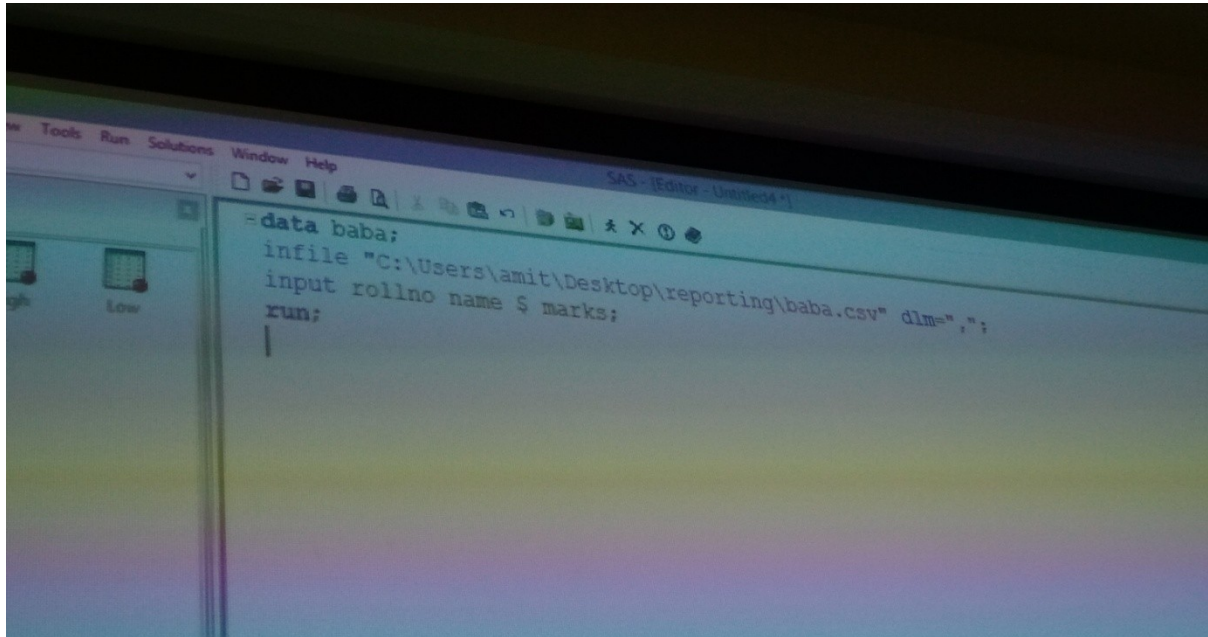 Tools Run Solutions Window Help
SAS - [Editor - Untitled4 *]
data baba;
infile "C:\Users\amit\Desktop\reporting\baba.csv" dlm=",";
input rollno name $ marks;
run;
Low